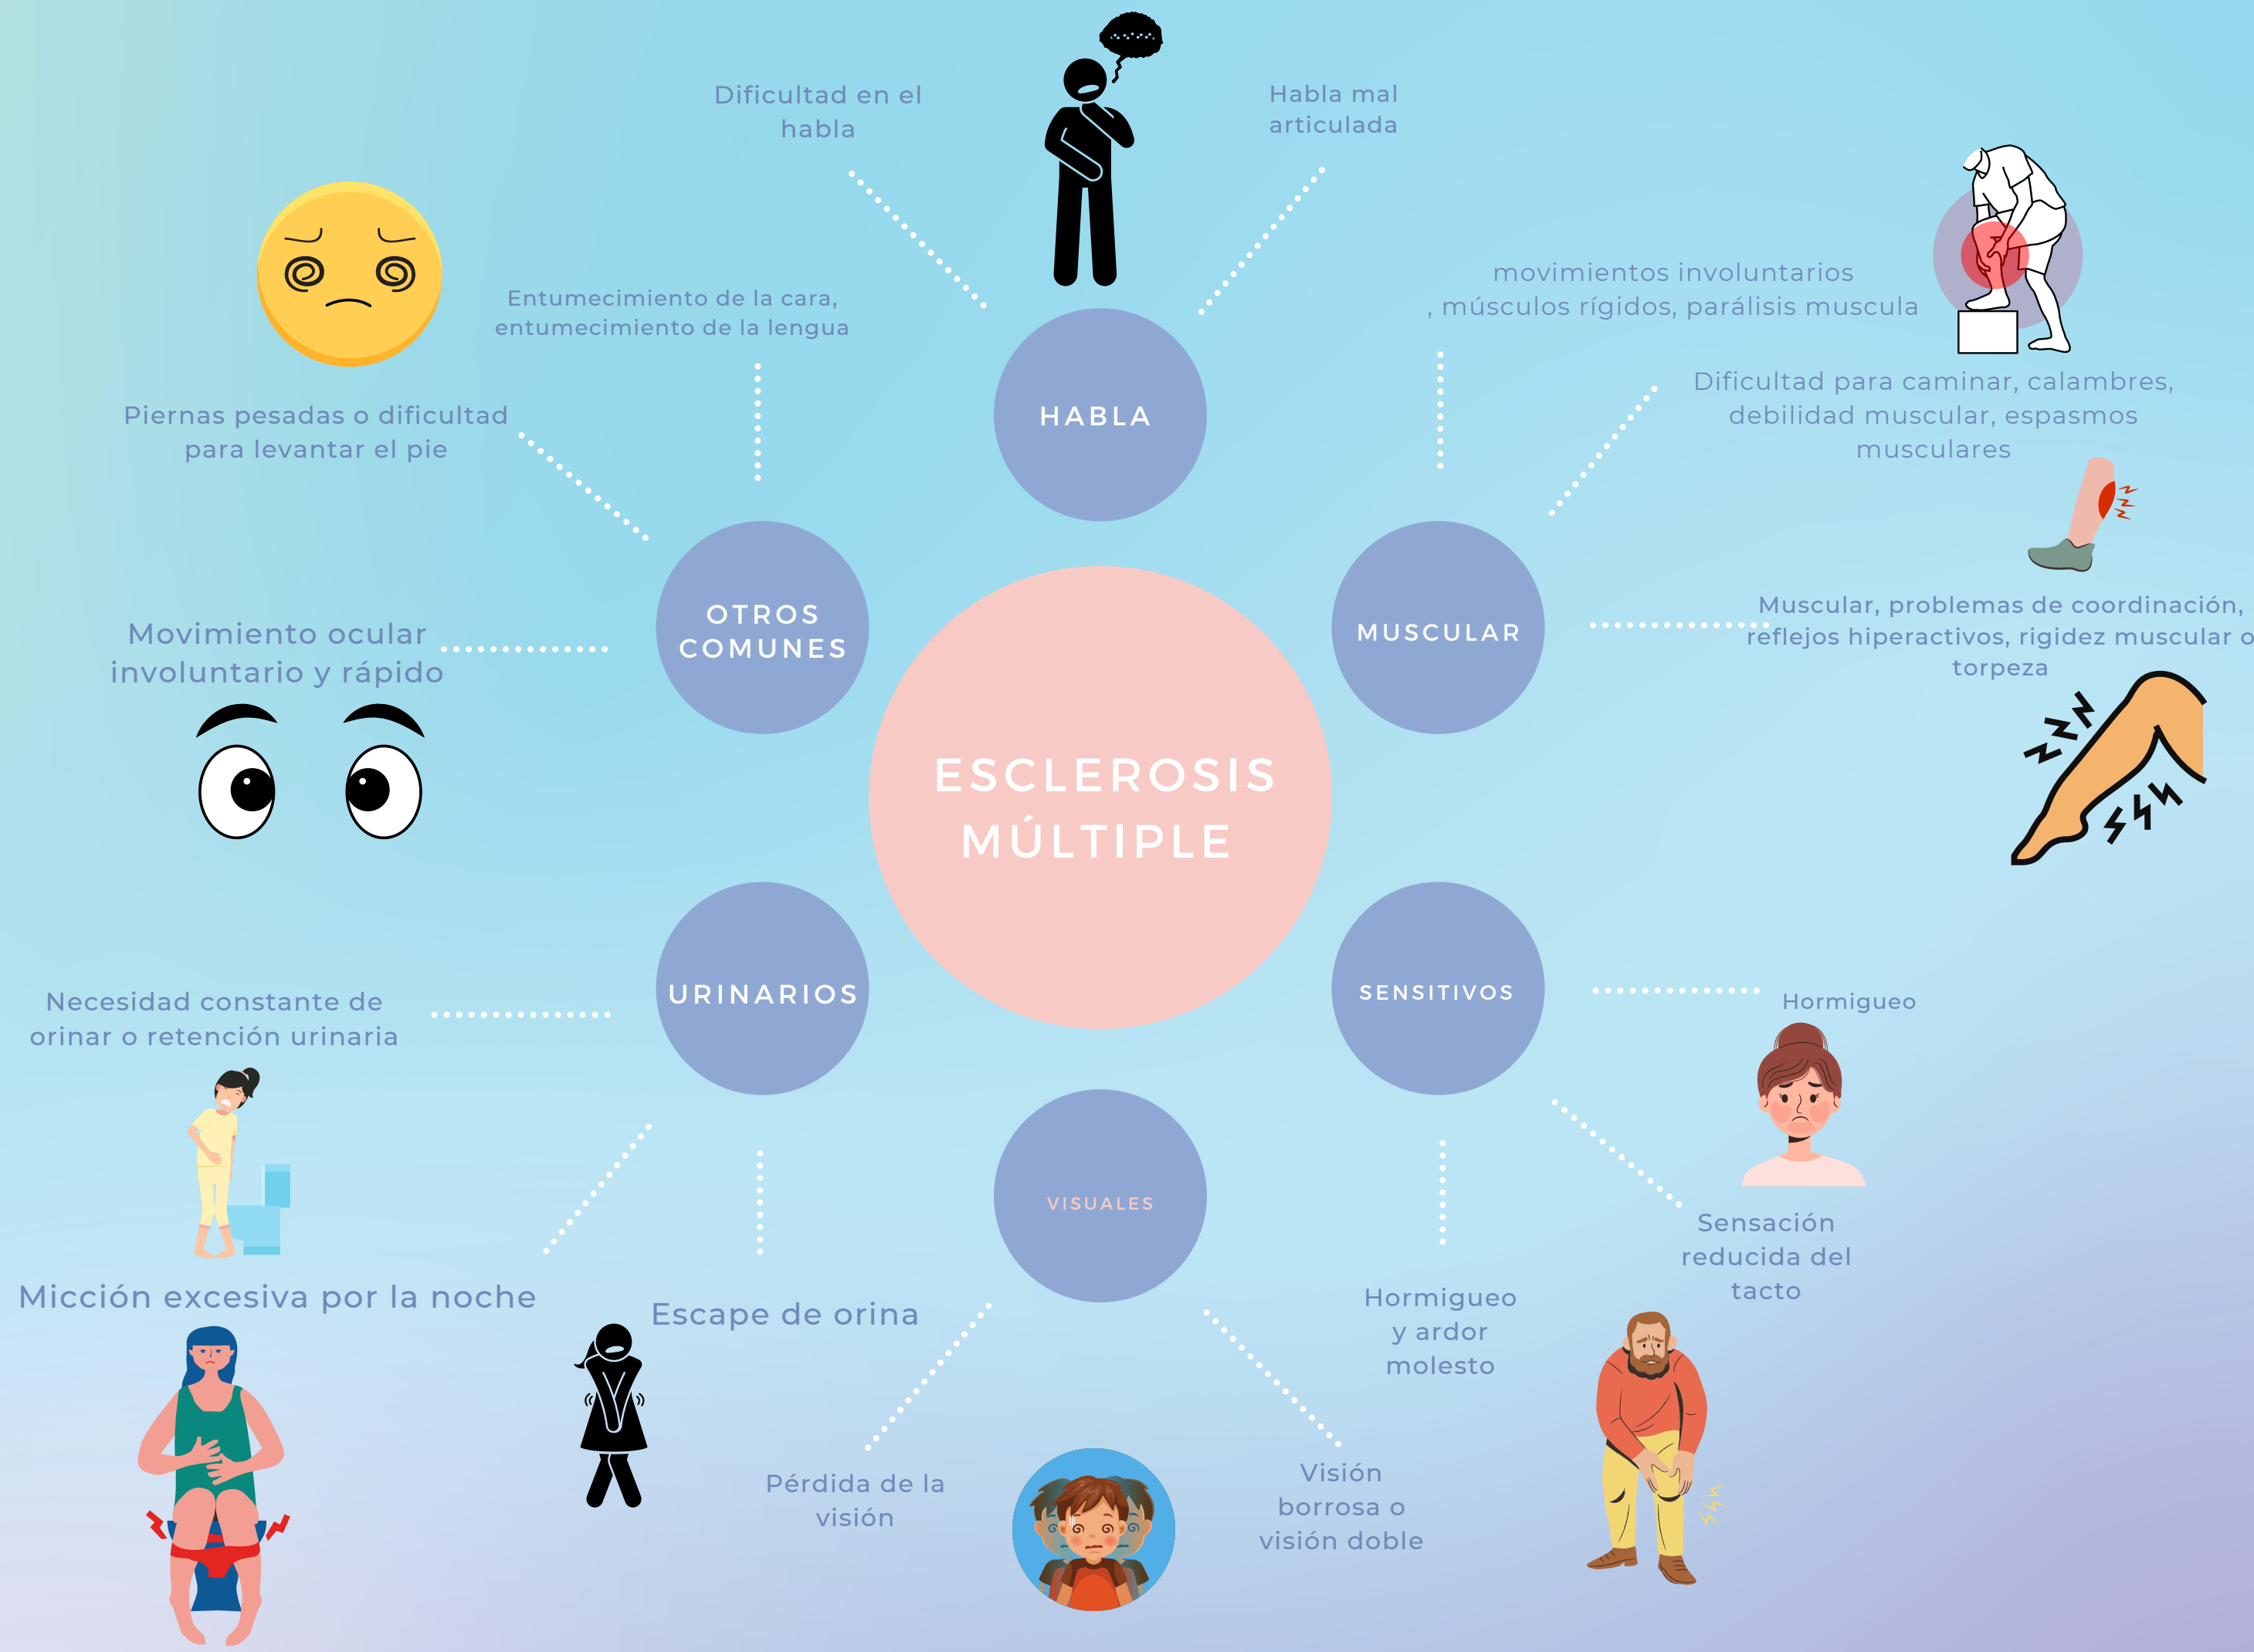 Dificultad en el
habla
Habla mal
articulada
movimientos involuntarios
, músculos rígidos, parálisis muscula
Entumecimiento de la cara,
entumecimiento de la lengua
Piernas pesadas o dificultad
para levantar el pie
HABLA
Dificultad para caminar, calambres,
debilidad muscular, espasmos
musculares
OTROS
COMUNES
MUSCULAR
Movimiento ocular
involuntario y rápido
Muscular, problemas de coordinación,
reflejos hiperactivos, rigidez muscular o
torpeza
ESCLEROSIS
MÚLTIPLE
URINARIOS
SENSITIVOS
Necesidad constante de
orinar o retención urinaria
Hormigueo
VISUALES
Sensación
reducida del
tacto
Micción excesiva por la noche
Escape de orina
Hormigueo
y ardor
molesto
Pérdida de la
visión
Visión
borrosa o
visión doble